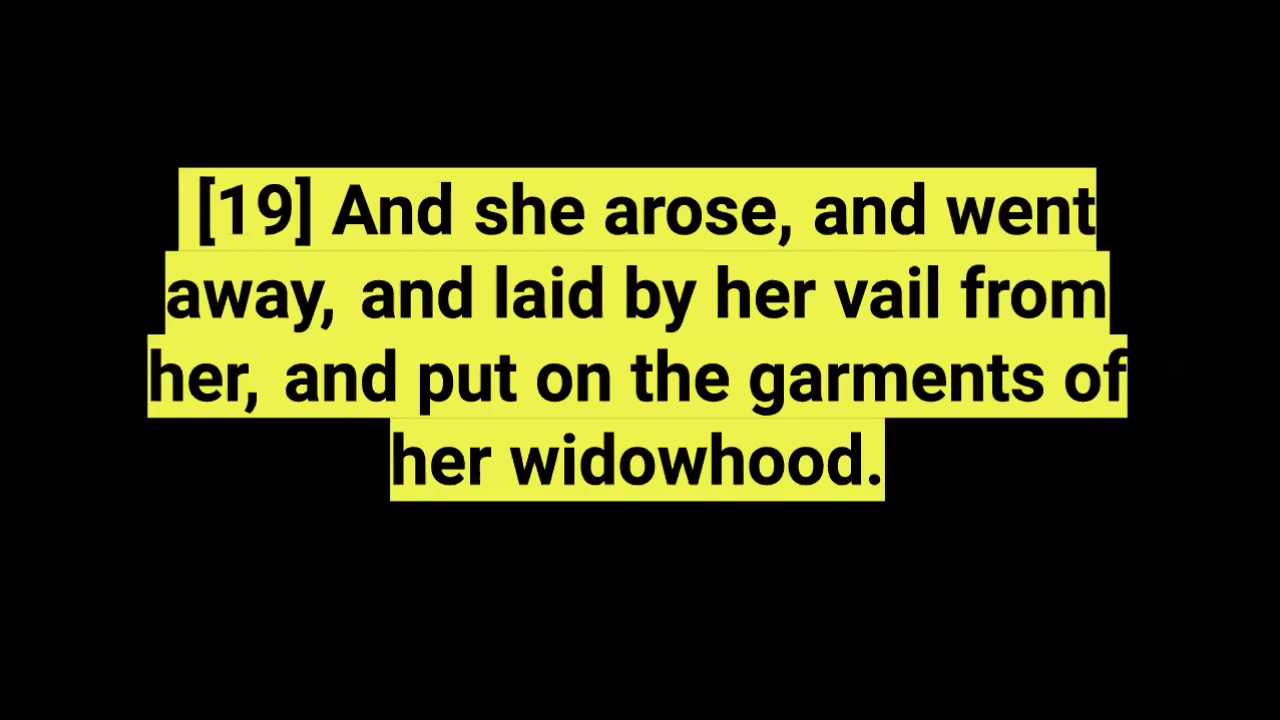 [19] And she arose, and went
away, and laid by her vail from
her, and put on the garments of
her widowhood.